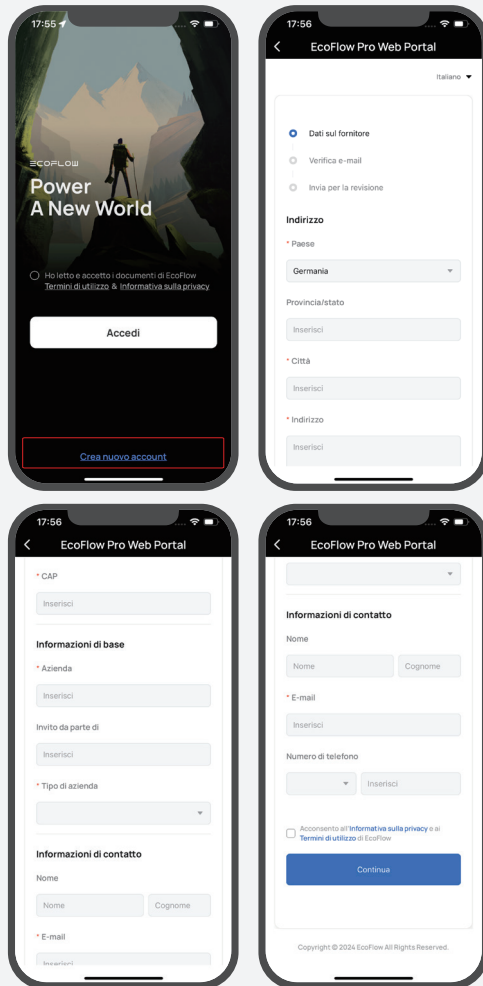 17:55
ECOFLOW
Power
A New World
Ho letto e accetto i documenti di EcoFlow
Termini di utilizzo & Informativa sulla privacy
Accedi
Crea nuovo account
17:56
EcoFlow Pro Web Portal
Italiano
Dati sul fornitore
Verifica e-mail
Invia per la revisione
Indirizzo
* Paese
Germania
Provincia/stato
Inserisci
* Città
Inserisci
* Indirizzo
Inserisci
17:56
EcoFlow Pro Web Portal
* CAP
Inserisci
Informazioni di base
* Azienda
Inserisci
Invito da parte di
Inserisci
* Tipo di azienda
Informazioni di contatto
Nome
Nome Cognome
* E-mail
Inserisci
17:56
EcoFlow Pro Web Portal
Informazioni di contatto
Nome
Nome Cognome
* E-mail
Inserisci
Numero di telefono
Inserisci
Acconsento all'Informativa sulla privacy e ai
Termini di utilizzo di EcoFlow
Continua
Copyright © 2024 EcoFlow All Rights Reserved.